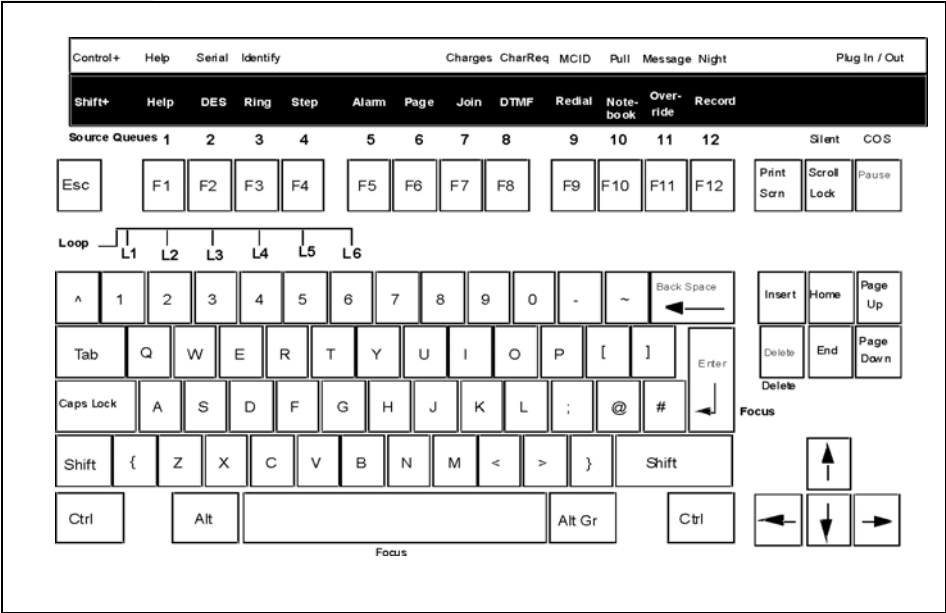 Control+ Help Serial Identify Charges CharReq MCID Pull Message Night Plug In / Out
Shift+ Help DES Ring Step Alarm Page Join DTMF Redial Note-book Over-ride Record
Source Queues 1 2 3 4 5 6 7 8 9 10 11 12 Silent COS
Esc F1 F2 F3 F4 F5 F6 F7 F8 F9 F10 F11 F12 Print Scrn Scroll Lock Pause
Loop L1 L2 L3 L4 L5 L6
^ 1 2 3 4 5 6 7 8 9 0 - ~ Back Space Insert Home Page Up
Tab Q W E R T Y U I O P [ ] Enter Delete End Page Down
Delete
Caps Lock A S D F G H J K L ; @ # Focus
Shift { Z X C V B N M < > } Shift
Ctrl Alt Alt Gr Ctrl
Focus